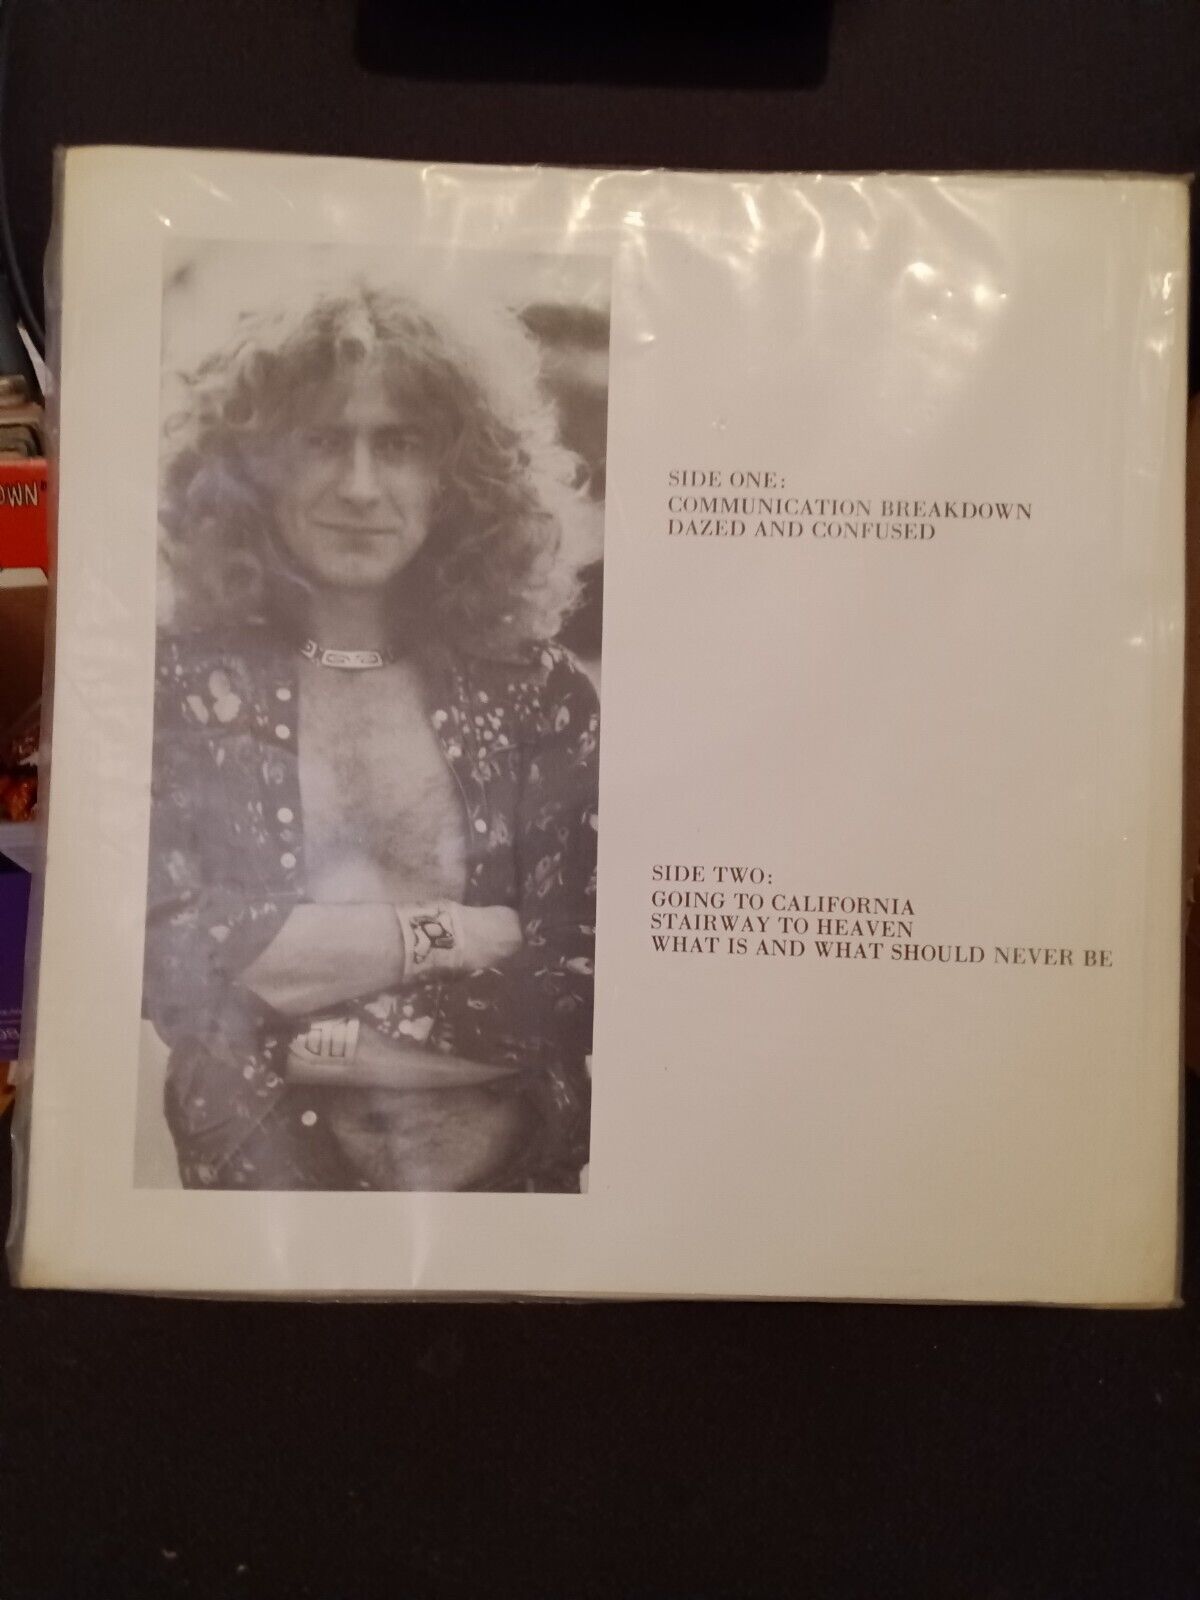 SIDE ONE:
COMMUNICATION BREAKDOWN
DAZED AND CONFUSED
SIDE TWO:
GOING TO CALIFORNIA
STAIRWAY TO HEAVEN
WHAT IS AND WHAT SHOULD NEVER BE